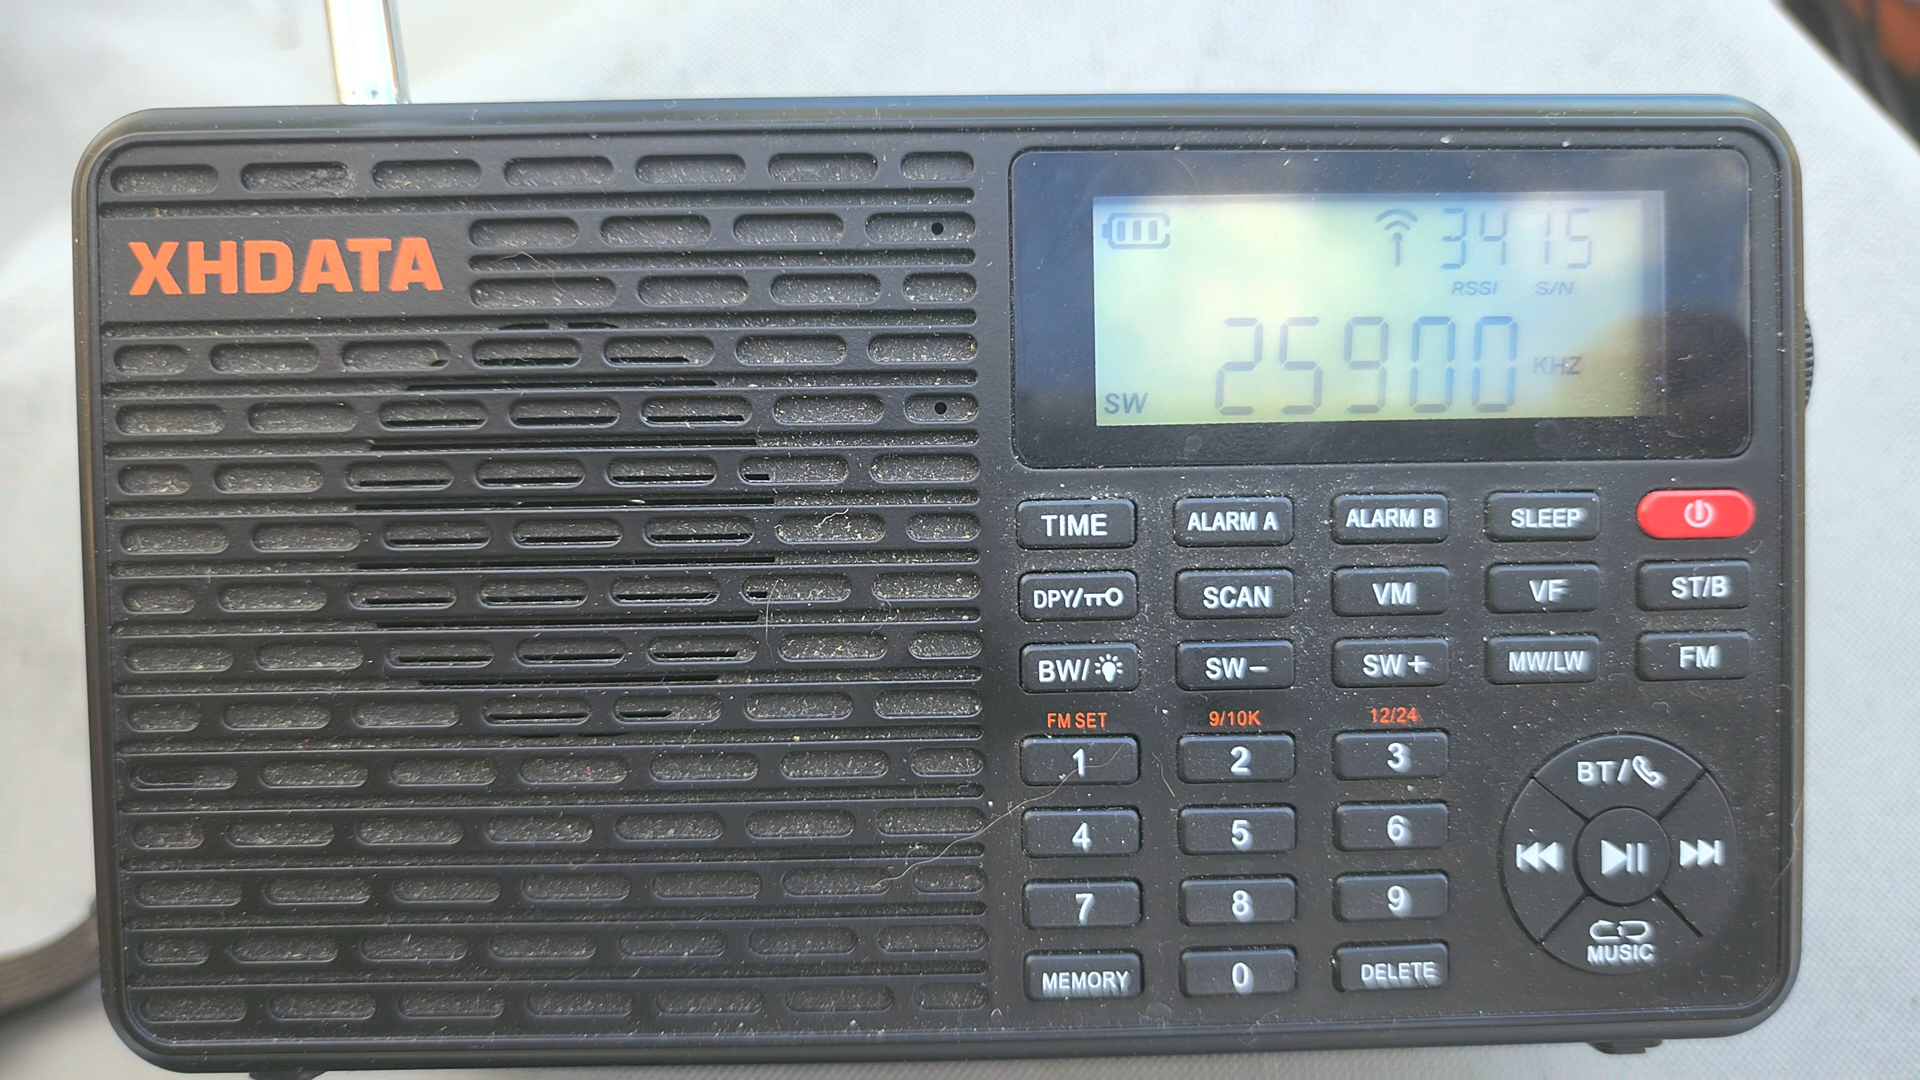 XHDATA
34 15
RSSI S/N
25900 KHZ
SW
TIME ALARM A ALARM B SLEEP
DPY/ SCAN VM VF ST/B
BW/ SW− SW+ MW/LW FM
FM SET 9/10K 12/24
1 2 3
BT/
4 5 6
7 8 9
MUSIC
MEMORY 0 DELETE